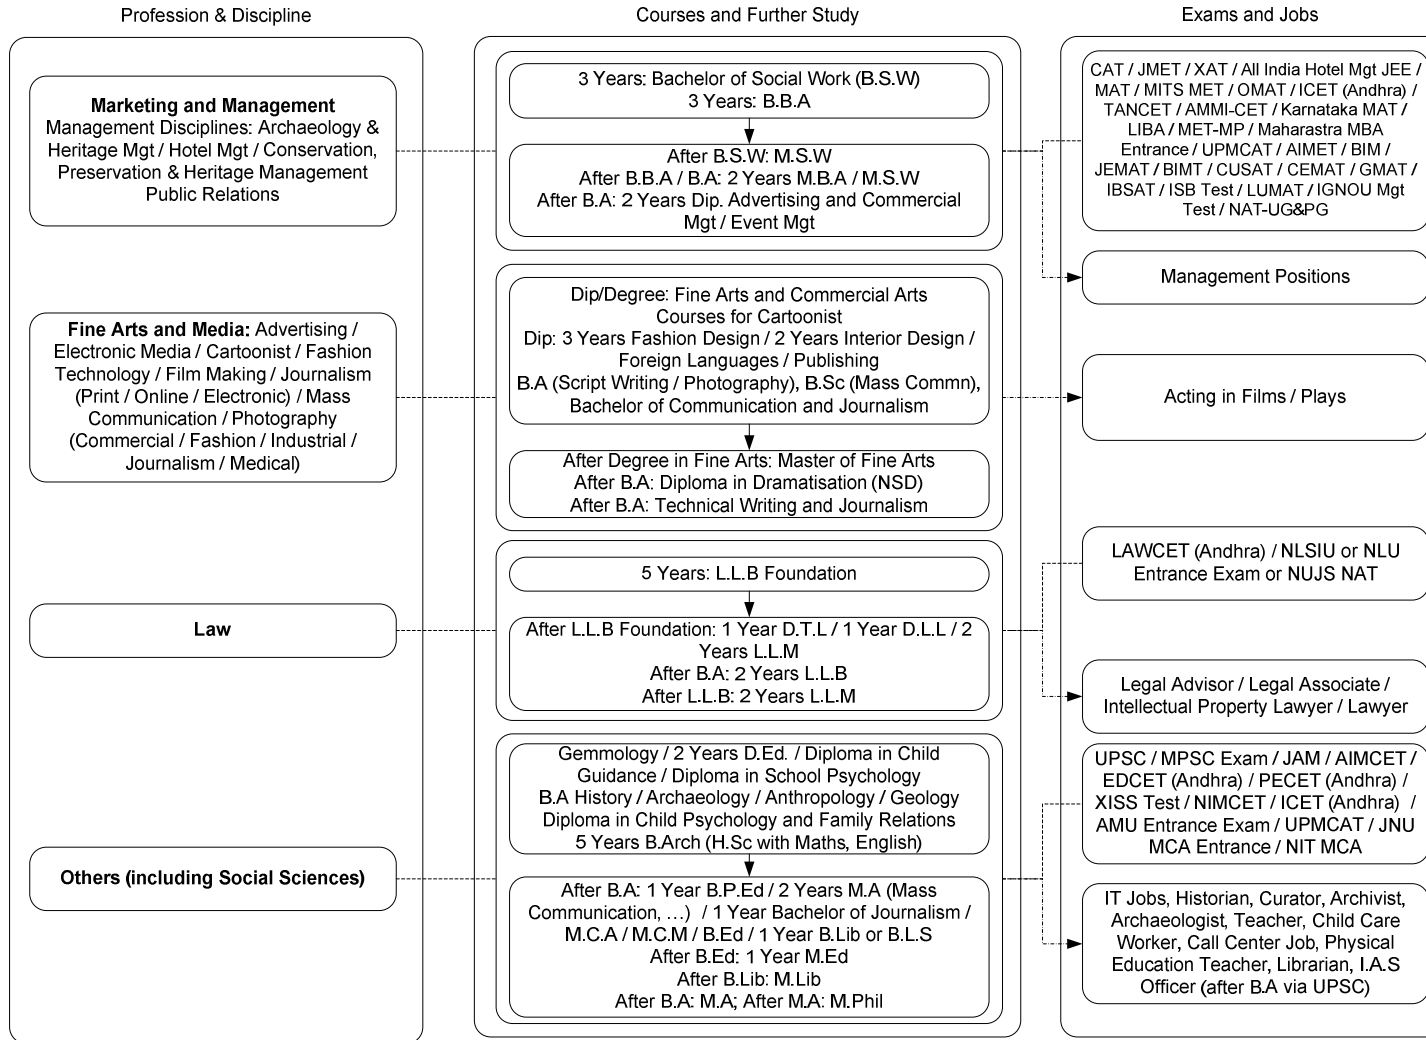 Profession & Discipline
Courses and Further Study
Exams and Jobs
Marketing and Management
Management Disciplines: Archaeology &
Heritage Mgt / Hotel Mgt / Conservation,
Preservation & Heritage Management
Public Relations
3 Years: Bachelor of Social Work (B.S.W)
3 Years: B.B.A
After B.S.W: M.S.W
After B.B.A / B.A: 2 Years M.B.A / M.S.W
After B.A: 2 Years Dip. Advertising and Commercial
Mgt / Event Mgt
CAT / JMET / XAT / All India Hotel Mgt JEE /
MAT / MITS MET / OMAT / ICET (Andhra) /
TANCET / AMMI-CET / Karnataka MAT /
LIBA / MET-MP / Maharastra MBA
Entrance / UPMCAT / AIMET / BIM /
JEMAT / BIMT / CUSAT / CEMAT / GMAT /
IBSAT / ISB Test / LUMAT / IGNOU Mgt
Test / NAT-UG&PG
Management Positions
Fine Arts and Media: Advertising /
Electronic Media / Cartoonist / Fashion
Technology / Film Making / Journalism
(Print / Online / Electronic) / Mass
Communication / Photography
(Commercial / Fashion / Industrial /
Journalism / Medical)
Dip/Degree: Fine Arts and Commercial Arts
Courses for Cartoonist
Dip: 3 Years Fashion Design / 2 Years Interior Design /
Foreign Languages / Publishing
B.A (Script Writing / Photography), B.Sc (Mass Commn),
Bachelor of Communication and Journalism
After Degree in Fine Arts: Master of Fine Arts
After B.A: Diploma in Dramatisation (NSD)
After B.A: Technical Writing and Journalism
Acting in Films / Plays
Law
5 Years: L.L.B Foundation
After L.L.B Foundation: 1 Year D.T.L / 1 Year D.L.L / 2
Years L.L.M
After B.A: 2 Years L.L.B
After L.L.B: 2 Years L.L.M
LAWCET (Andhra) / NLSIU or NLU
Entrance Exam or NUJS NAT
Legal Advisor / Legal Associate /
Intellectual Property Lawyer / Lawyer
Others (including Social Sciences)
Gemmology / 2 Years D.Ed. / Diploma in Child
Guidance / Diploma in School Psychology
B.A History / Archaeology / Anthropology / Geology
Diploma in Child Psychology and Family Relations
5 Years B.Arch (H.Sc with Maths, English)
After B.A: 1 Year B.P.Ed / 2 Years M.A (Mass
Communication, ...) / 1 Year Bachelor of Journalism /
M.C.A / M.C.M / B.Ed / 1 Year B.Lib or B.L.S
After B.Ed: 1 Year M.Ed
After B.Lib: M.Lib
After B.A: M.A; After M.A: M.Phil
UPSC / MPSC Exam / JAM / AIMCET /
EDCET (Andhra) / PECET (Andhra) /
XISS Test / NIMCET / ICET (Andhra) /
AMU Entrance Exam / UPMCAT / JNU
MCA Entrance / NIT MCA
IT Jobs, Historian, Curator, Archivist,
Archaeologist, Teacher, Child Care
Worker, Call Center Job, Physical
Education Teacher, Librarian, I.A.S
Officer (after B.A via UPSC)